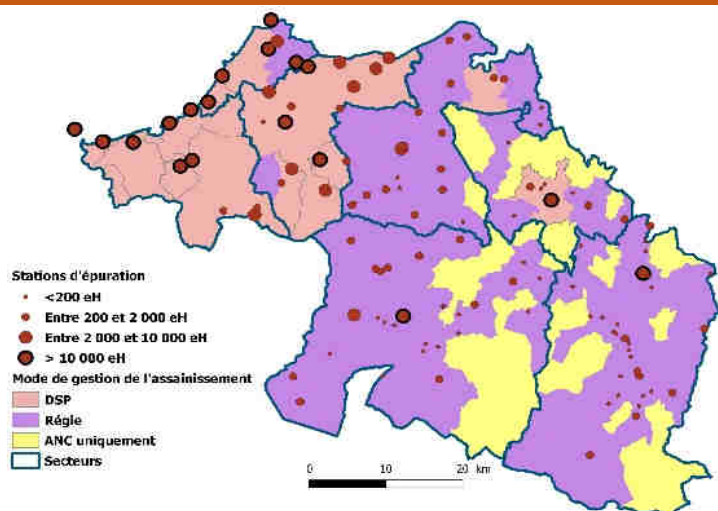 Stations d'épuration
<200 eH
Entre 200 et 2 000 eH
Entre 2 000 et 10 000 eH
> 10 000 eH
Mode de gestion de l'assainissement
DSP
Régie
ANC uniquement
Secteurs
0 10 20 km